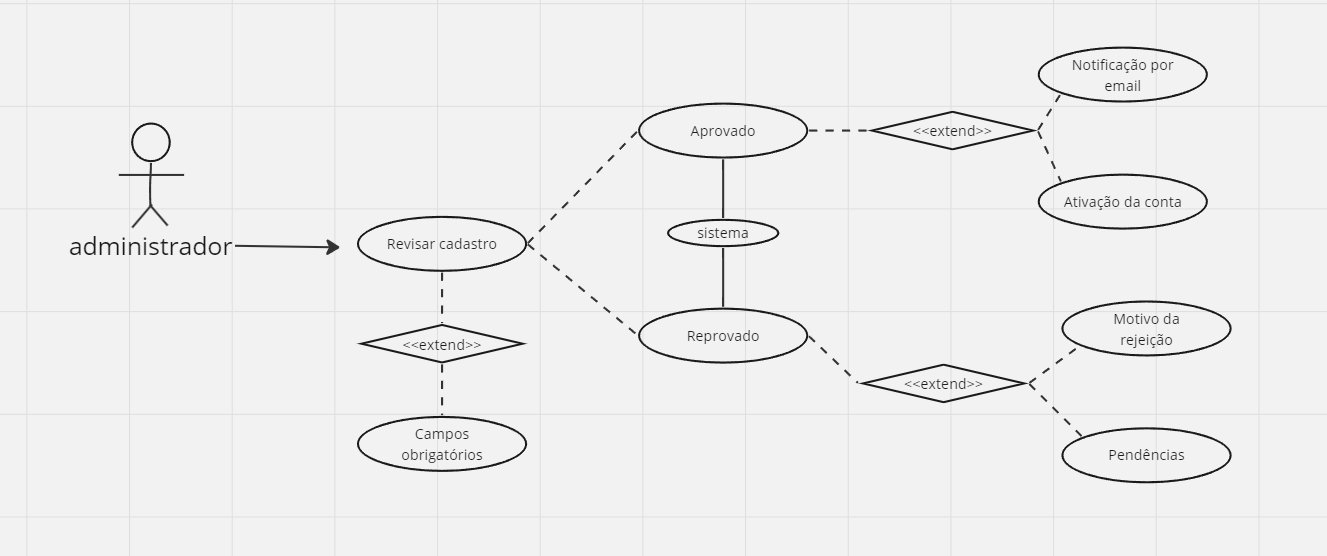 administrador
Revisar cadastro
<<extend>>
Campos
obrigatórios
Aprovado
sistema
Reprovado
<<extend>>
Notificação por
email
Ativação da conta
<<extend>>
Motivo da
rejeição
Pendências